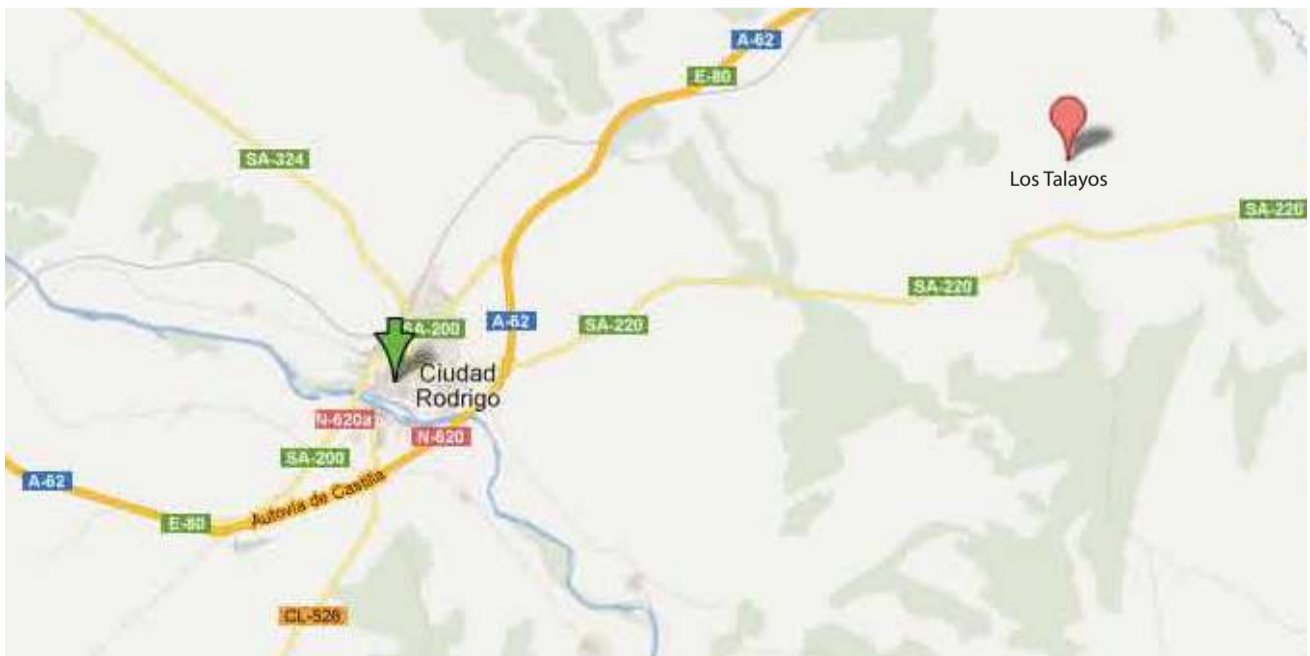 A-62
E-80
SA-324
Los Talayos
SA-220
SA-220
SA-200
A-62
SA-220
Ciudad
Rodrigo
N-620a
N-620
SA-200
A-62
Autovía de Castilla
E-80
CL-526